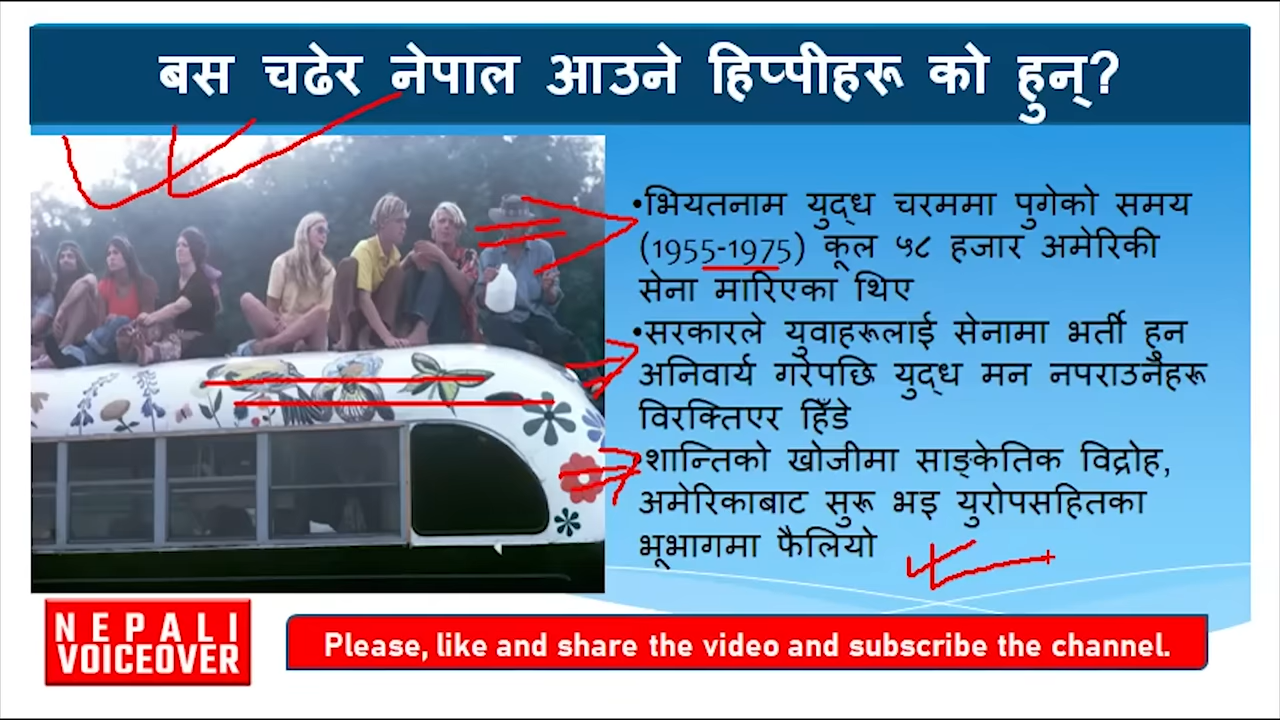 बस चढेर नेपाल आउने हिप्पीहरू को हुन्?
•भियतनाम युद्ध चरममा पुगेको समय
(1955-1975) कूल ५८ हजार अमेरिकी
सेना मारिएका थिए
•सरकारले युवाहरूलाई सेनामा भर्ती हुन
अनिवार्य गरेपछि युद्ध मन नपराउनेहरू
विरक्तिएर हिँडे
•शान्तिको खोजीमा साङ्केतिक विद्रोह,
अमेरिकाबाट सुरू भइ युरोपसहितका
भूभागमा फैलियो
NEPALI
VOICEOVER
Please, like and share the video and subscribe the channel.